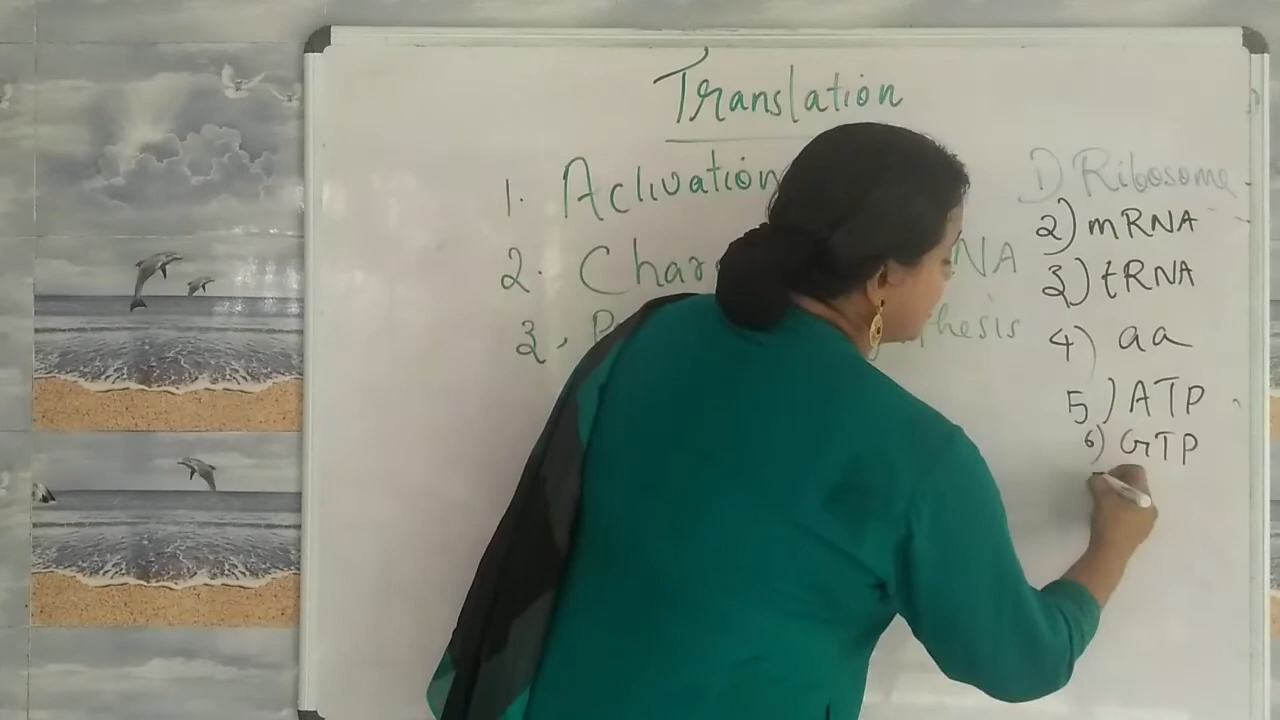 Translation
1. Activation
2. Char NA
3. P hesis
1) Ribosome
2) mRNA
3) tRNA
4) aa
5) ATP
6) GTP